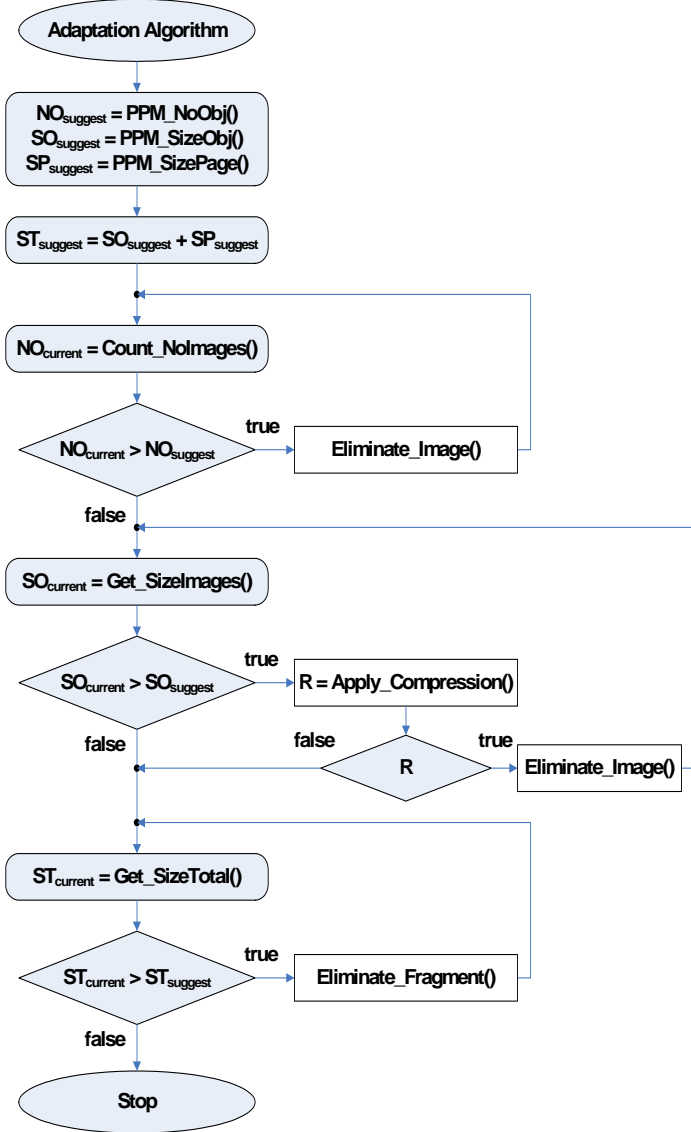 Adaptation Algorithm
NOsuggest = PPM_NoObj()
SOsuggest = PPM_SizeObj()
SPsuggest = PPM_SizePage()
STsuggest = SOsuggest + SPsuggest
NOcurrent = Count_NoImages()
NOcurrent > NOsuggest
true
Eliminate_Image()
false
SOcurrent = Get_SizeImages()
SOcurrent > SOsuggest
true
R = Apply_Compression()
false
false
R
true
Eliminate_Image()
STcurrent = Get_SizeTotal()
STcurrent > STsuggest
true
Eliminate_Fragment()
false
Stop